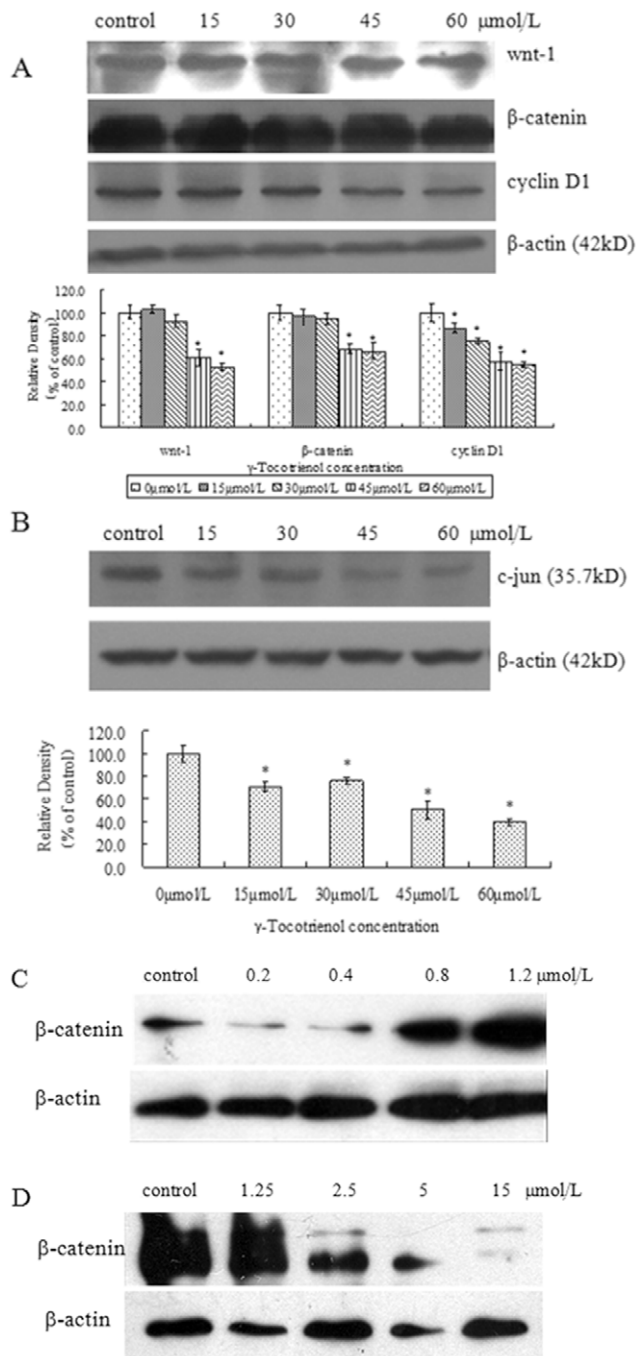 control 15 30 45 60 μmol/L
A
wnt-1
β-catenin
cyclin D1
β-actin (42kD)
120.0
100.0
80.0
60.0
40.0
20.0
0.0
Relative Density
(% of control)
* * * * * * * *
wnt-1 β-catenin cyclin D1
γ-Tocotrienol concentration
0μmol/L 15μmol/L 30μmol/L 45μmol/L 60μmol/L
B
control 15 30 45 60 μmol/L
c-jun (35.7kD)
β-actin (42kD)
120.0
100.0
80.0
60.0
40.0
20.0
0.0
Relative Density
(% of control)
* * * *
0μmol/L 15μmol/L 30μmol/L 45μmol/L 60μmol/L
γ-Tocotrienol concentration
C
control 0.2 0.4 0.8 1.2 μmol/L
β-catenin
β-actin
D
control 1.25 2.5 5 15 μmol/L
β-catenin
β-actin